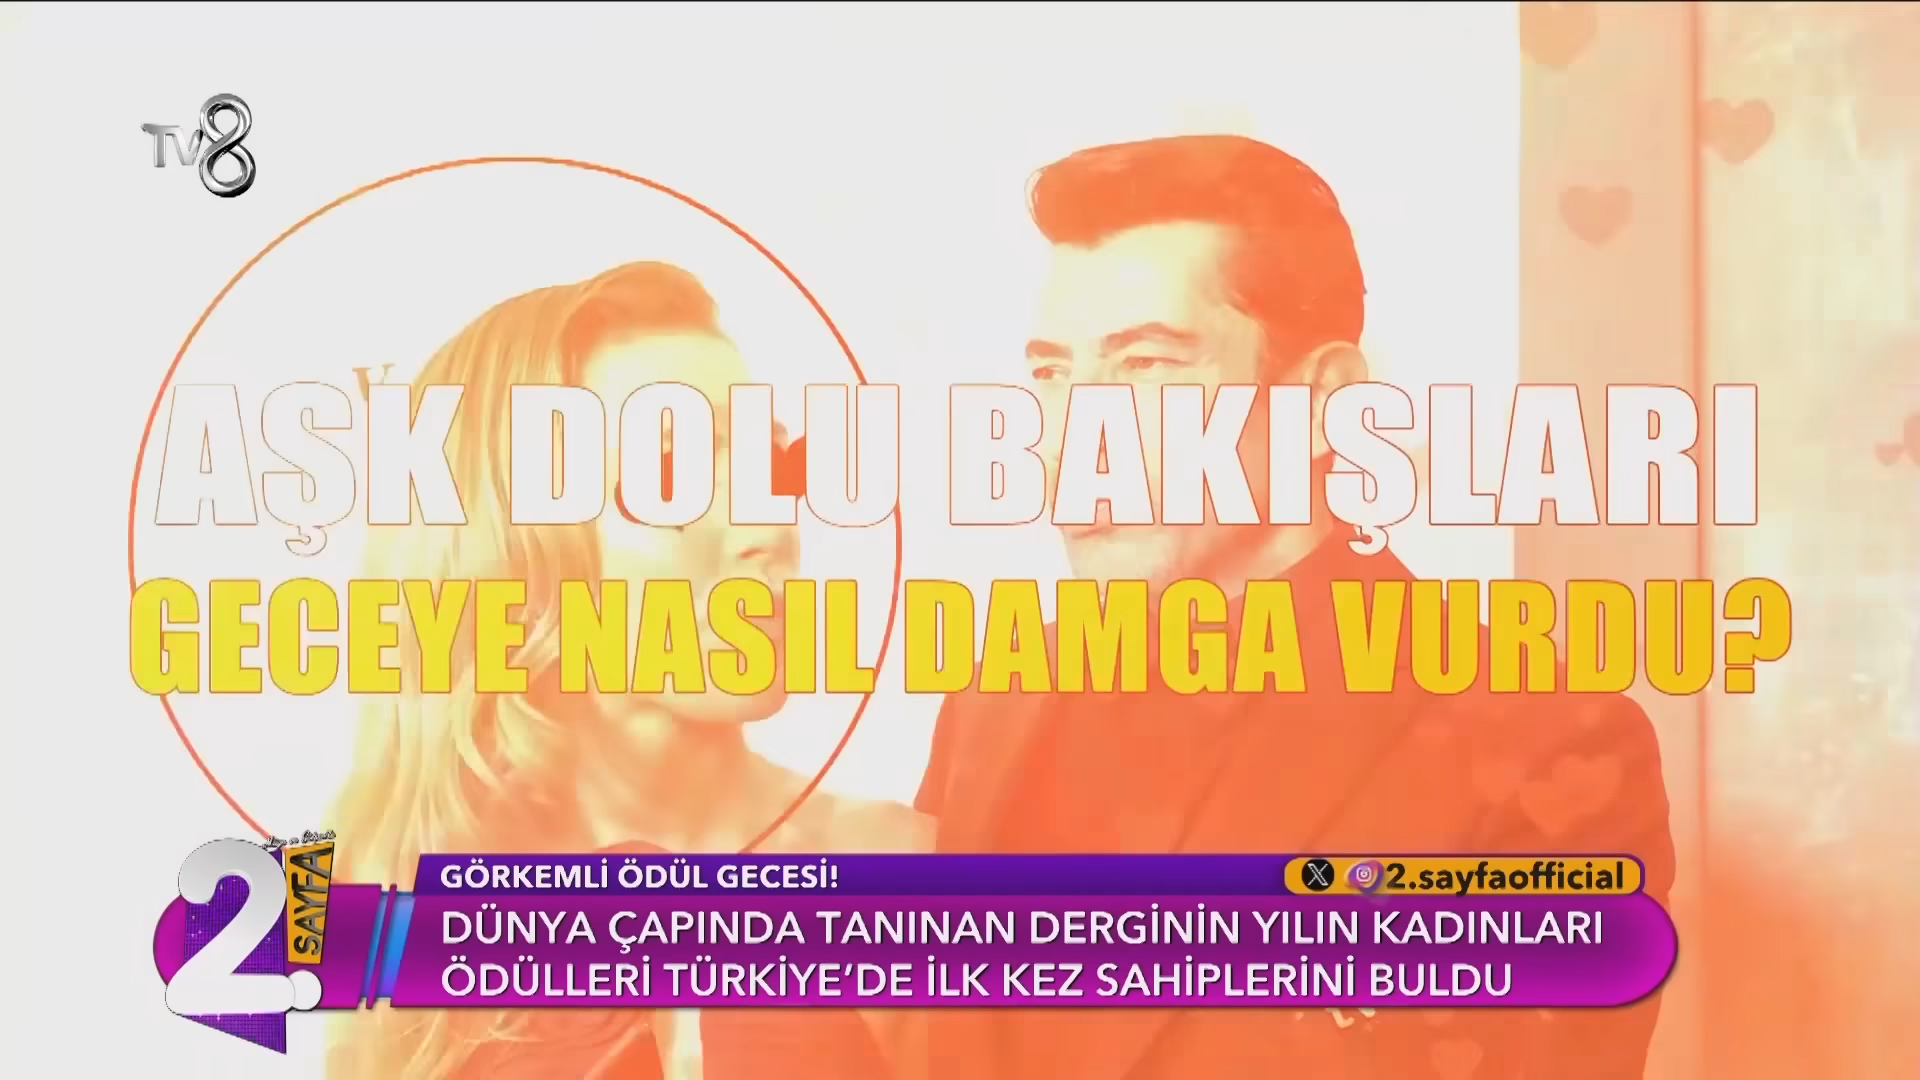 TV8
V
AŞK DOLU BAKIŞLARI
GECEYE NASIL DAMGA VURDU?
2.
SAYFA
GÖRKEMLİ ÖDÜL GECESİ!
2.sayfaofficial
DÜNYA ÇAPINDA TANINAN DERGİNİN YILIN KADINLARI
ÖDÜLLERİ TÜRKİYE’DE İLK KEZ SAHİPLERİNİ BULDU